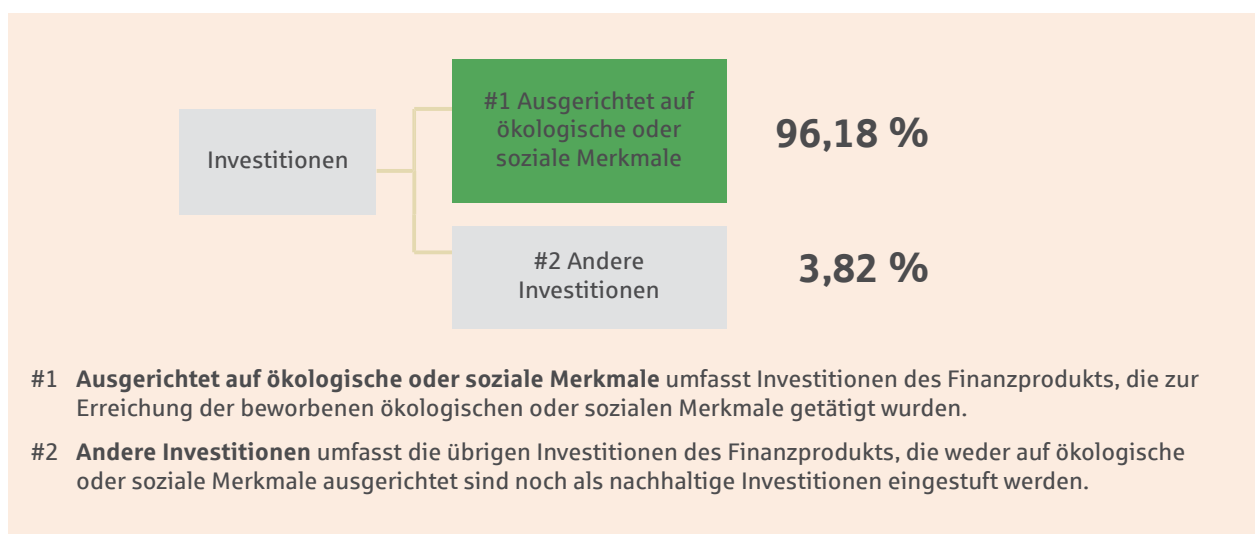 Investitionen
#1 Ausgerichtet auf
ökologische oder
soziale Merkmale
96,18 %
#2 Andere
Investitionen
3,82 %
#1 Ausgerichtet auf ökologische oder soziale Merkmale umfasst Investitionen des Finanzprodukts, die zur
Erreichung der beworbenen ökologischen oder sozialen Merkmale getätigt wurden.
#2 Andere Investitionen umfasst die übrigen Investitionen des Finanzprodukts, die weder auf ökologische
oder soziale Merkmale ausgerichtet sind noch als nachhaltige Investitionen eingestuft werden.